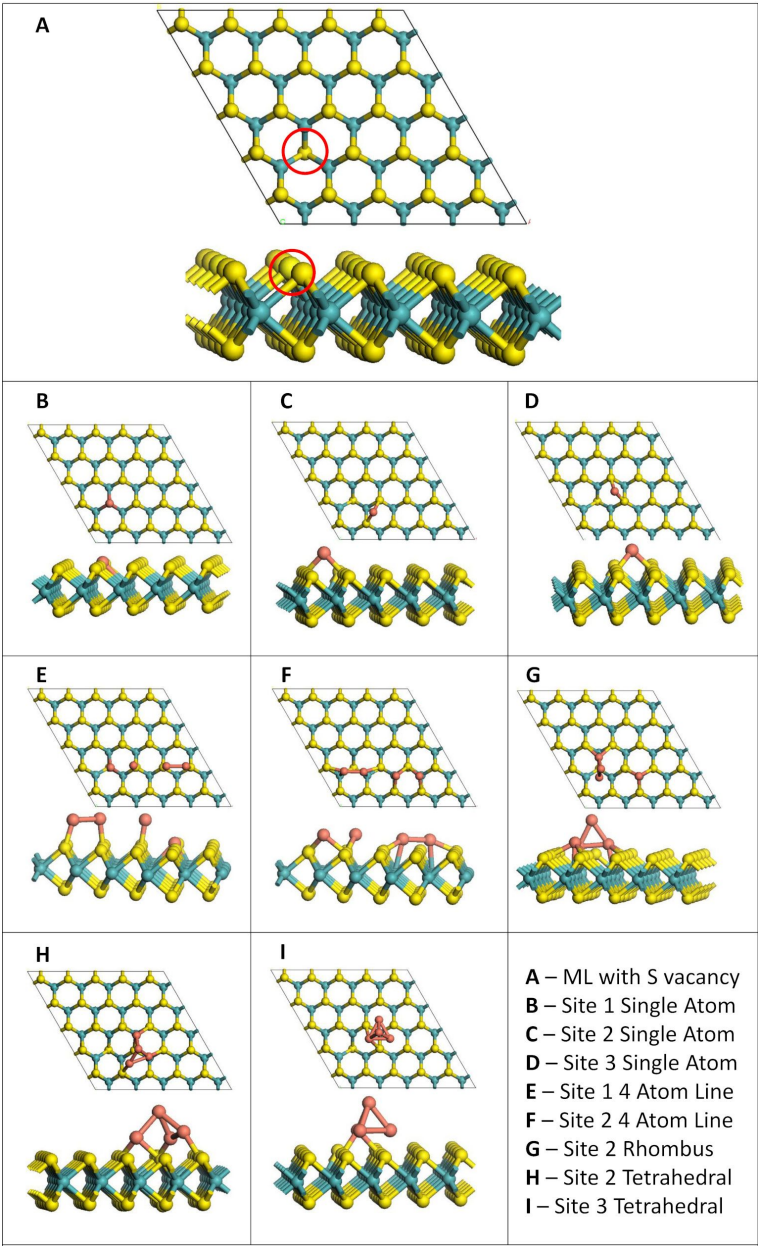 A
B
C
D
E
F
G
H
I
A – ML with S vacancy
B – Site 1 Single Atom
C – Site 2 Single Atom
D – Site 3 Single Atom
E – Site 1 4 Atom Line
F – Site 2 4 Atom Line
G – Site 2 Rhombus
H – Site 2 Tetrahedral
I – Site 3 Tetrahedral